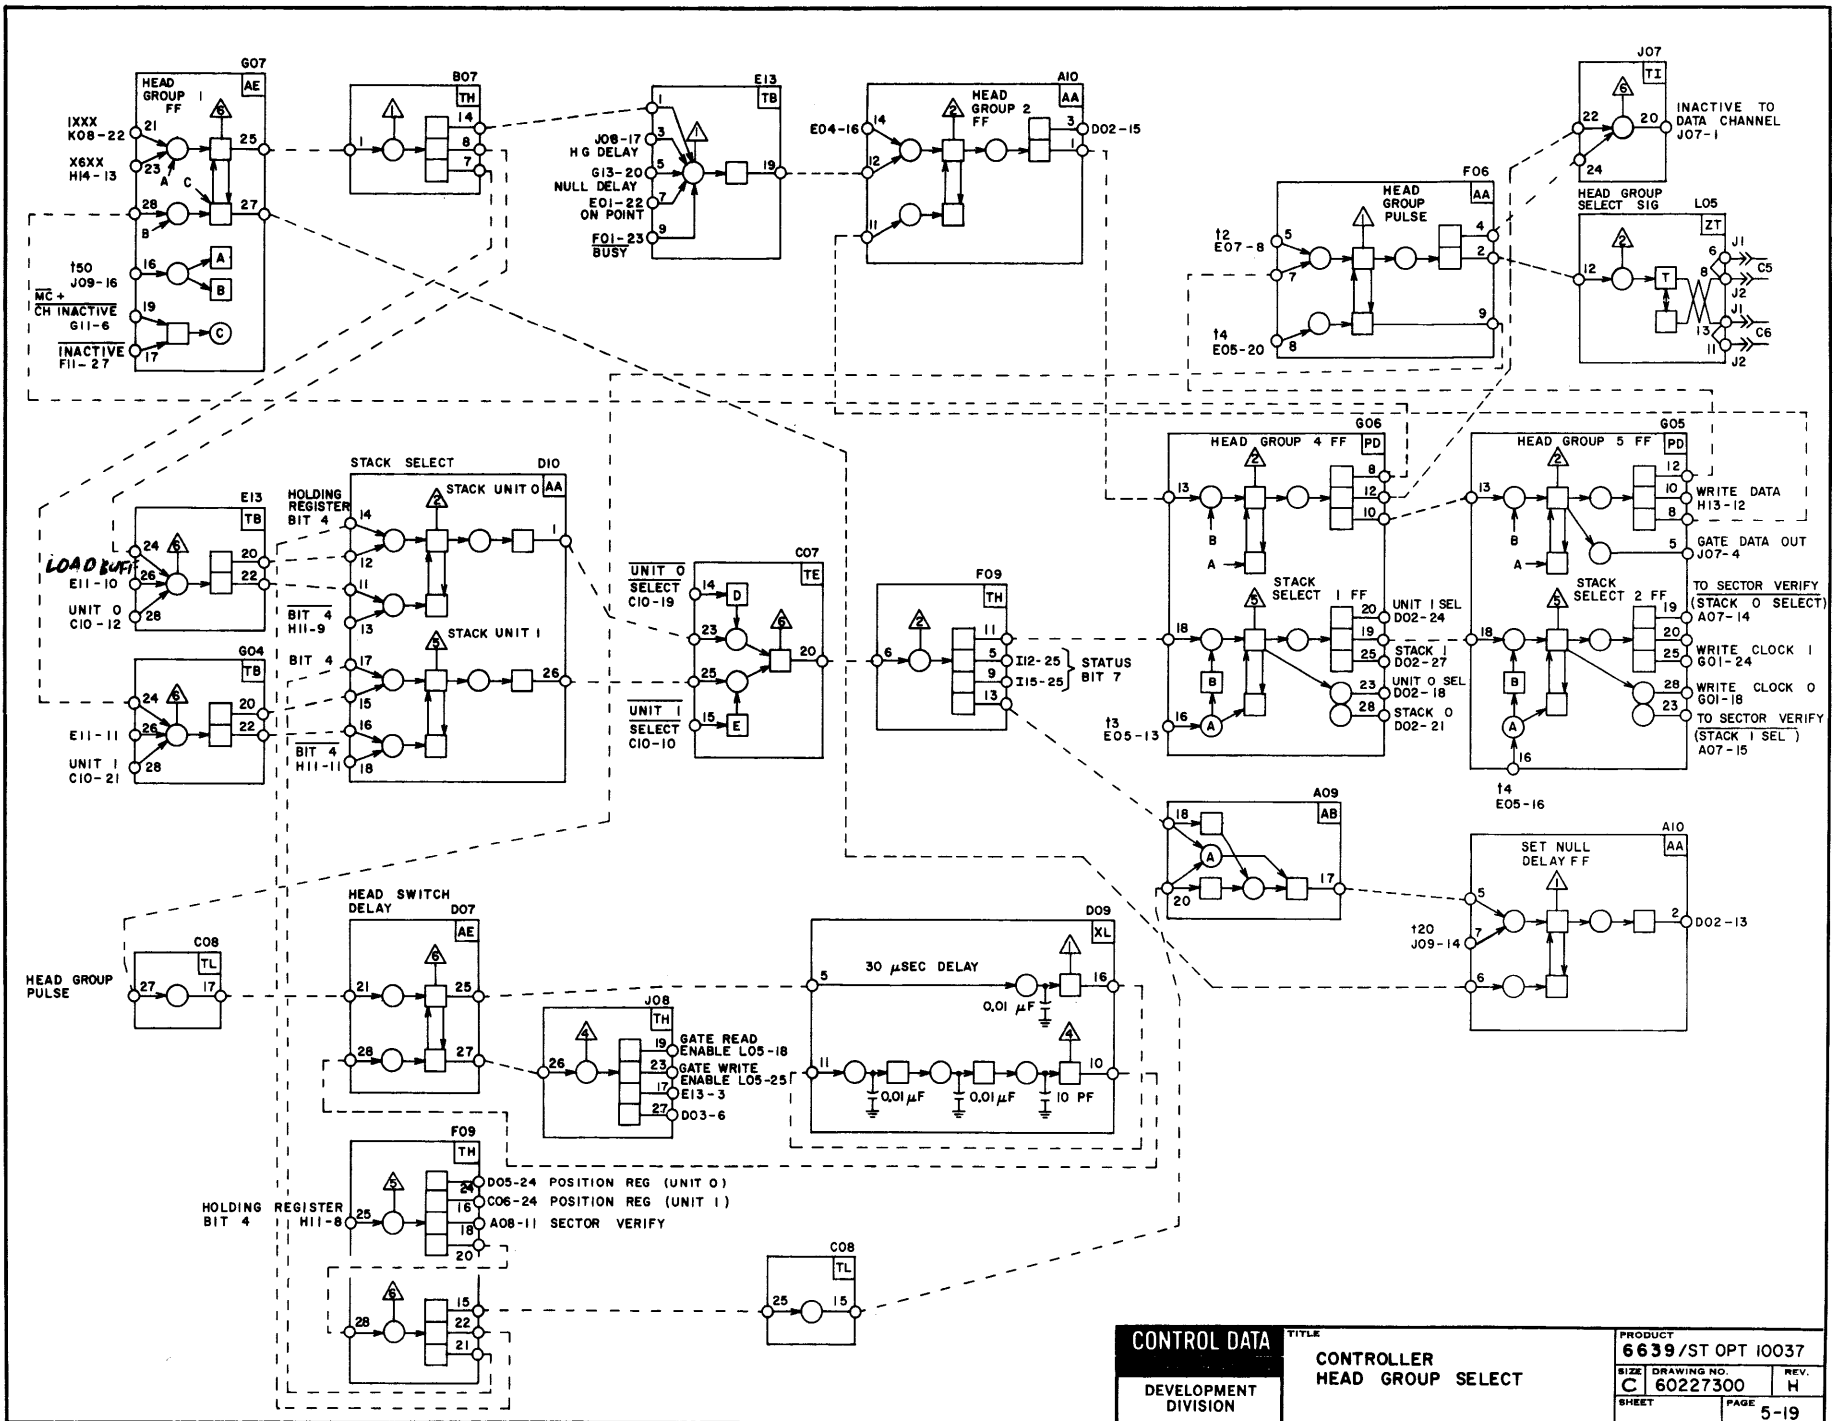 G07
AE
HEAD
GROUP 1
FF
6
1XXX
K08-22
21
25
X6XX
H14-13
23
A
C
28
27
B
t50
J09-16
16
A
B
MC +
CH INACTIVE
G11-6
19
C
INACTIVE
F11-27
17
B07
TH
1
1
14
8
7
E13
TB
1
1
J08-17
HG DELAY
3
G13-20
NULL DELAY
5
E01-22
ON POINT
7
F01-23
BUSY
9
19
A10
AA
HEAD
GROUP 2
FF
2
E04-16
14
12
11
3
D02-15
1
J07
TI
6
22
24
20
INACTIVE TO
DATA CHANNEL
J07-1
F06
AA
HEAD
GROUP
PULSE
1
t2
E07-8
5
7
t4
E05-20
8
4
2
9
HEAD GROUP
SELECT SIG
L05
ZT
2
12
T
6
J1
8
C5
J2
J1
13
C6
11
J2
E13
TB
6
24
LOAD BUFF
E11-10
26
UNIT 0
C10-12
28
20
22
G04
TB
6
24
E11-11
26
UNIT 1
C10-21
28
20
22
STACK SELECT
D10
AA
STACK UNIT 0
2
HOLDING
REGISTER
BIT 4
14
12
11
BIT 4
H11-9
13
1
STACK UNIT 1
5
BIT 4
17
15
16
BIT 4
H11-11
18
26
C07
TE
UNIT 0
SELECT
C10-19
14
D
23
6
25
UNIT 1
SELECT
C10-10
15
E
20
F09
TH
2
6
11
5
I12-25
9
I15-25
13
STATUS
BIT 7
G06
PD
HEAD GROUP 4 FF
2
13
B
A
8
12
10
STACK
SELECT 1 FF
5
18
B
16
A
t3
E05-13
20
UNIT 1 SEL
D02-24
19
25
STACK 1
D02-27
23
UNIT 0 SEL
D02-18
28
STACK 0
D02-21
G05
PD
HEAD GROUP 5 FF
2
13
B
A
12
10
WRITE DATA
H13-12
8
5
GATE DATA OUT
J07-4
STACK
SELECT 2 FF
5
18
B
A
16
t4
E05-16
19
TO SECTOR VERIFY
(STACK 0 SELECT)
A07-14
20
25
WRITE CLOCK 1
G01-24
28
WRITE CLOCK 0
G01-18
23
TO SECTOR VERIFY
(STACK 1 SEL )
A07-15
A09
AB
18
A
20
17
A10
AA
SET NULL
DELAY FF
1
5
t20
J09-14
7
6
2
D02-13
C08
TL
HEAD GROUP
PULSE
27
17
HEAD SWITCH
DELAY
D07
AE
6
21
25
28
27
J08
TH
4
26
19
GATE READ
ENABLE L05-18
23
GATE WRITE
ENABLE L05-25
17
E13-3
27
D03-6
D09
XL
5
30 µSEC DELAY
1
16
0.01 µF
4
11
10
0.01 µF
0.01 µF
10 PF
F09
TH
5
HOLDING REGISTER
BIT 4
H11-8
25
24
D05-24 POSITION REG (UNIT 0)
16
C06-24 POSITION REG (UNIT 1)
18
A08-11 SECTOR VERIFY
20
6
28
15
22
21
C08
TL
25
15
CONTROL DATA
DEVELOPMENT
DIVISION
TITLE
CONTROLLER
HEAD GROUP SELECT
PRODUCT
6639/ST OPT 10037
SIZE
C
DRAWING NO.
60227300
REV.
H
SHEET
PAGE
5-19